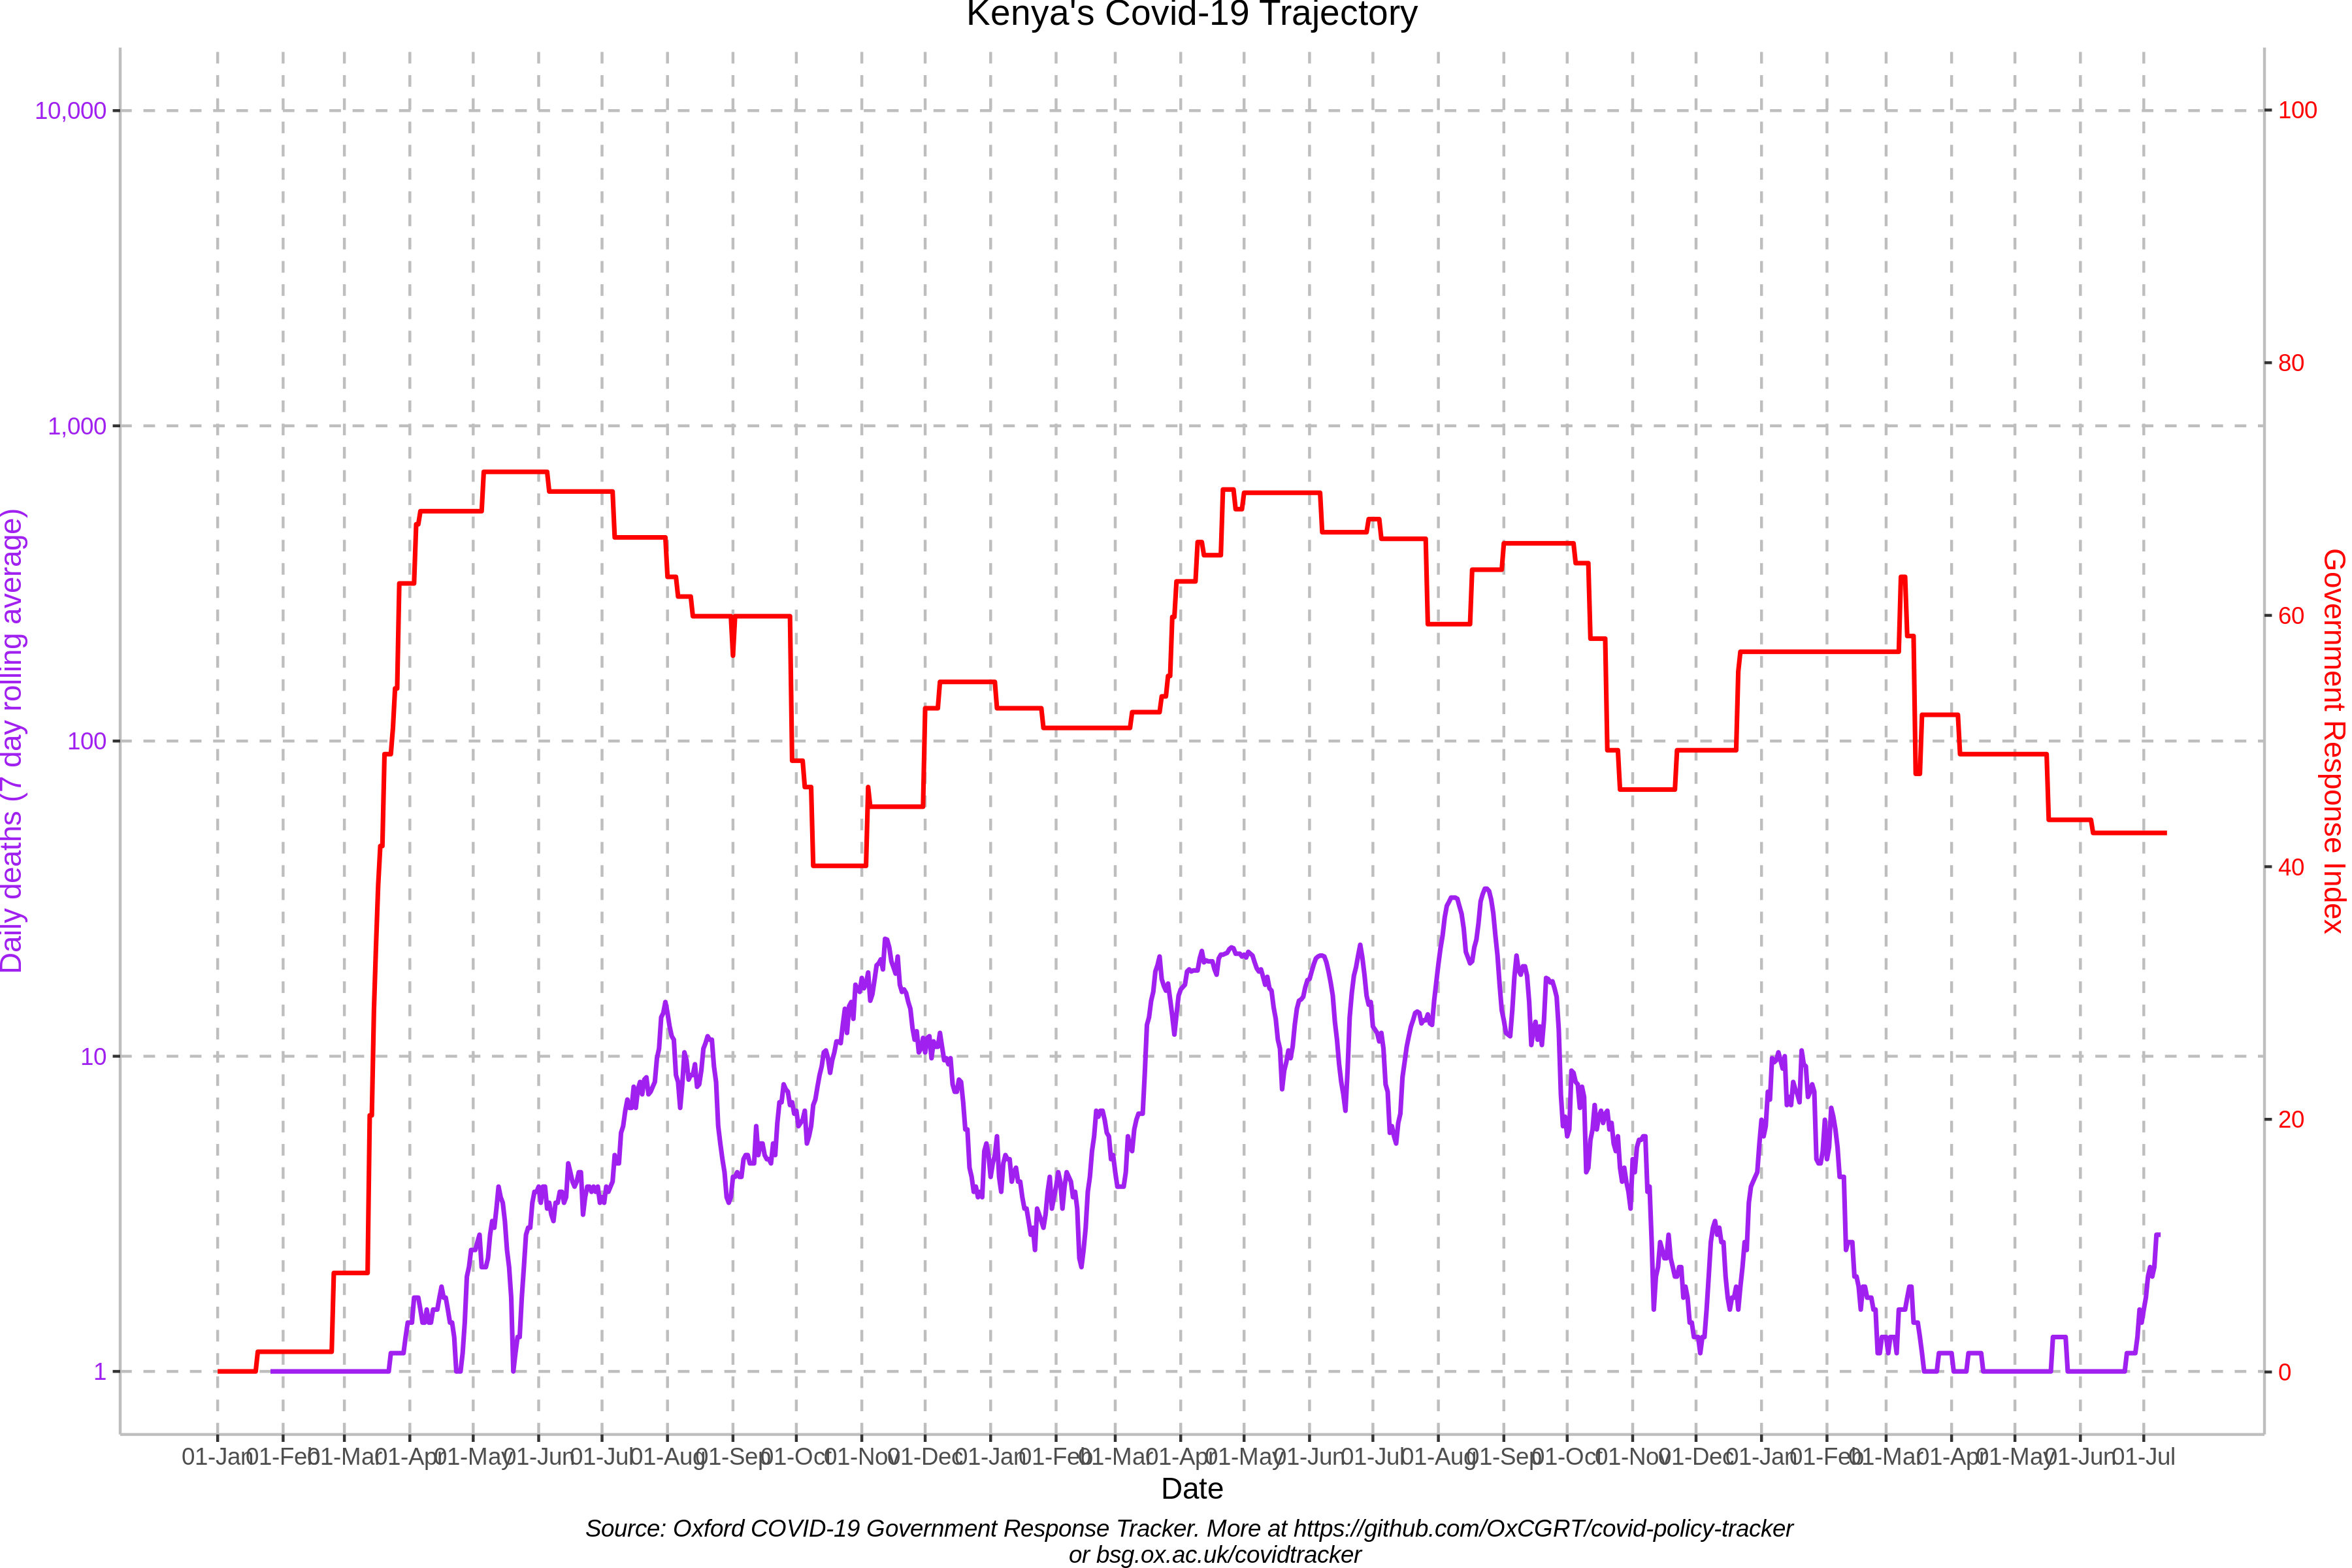 Kenya's Covid-19 Trajectory
10,000
1,000
100
10
1
Daily deaths (7 day rolling average)
100
80
60
40
20
0
Government Response Index
01-Jan 01-Feb 01-Mar 01-Apr 01-May 01-Jun 01-Jul 01-Aug 01-Sep 01-Oct 01-Nov 01-Dec 01-Jan 01-Feb 01-Mar 01-Apr 01-May 01-Jun 01-Jul 01-Aug 01-Sep 01-Oct 01-Nov 01-Dec 01-Jan 01-Feb 01-Mar 01-Apr 01-May 01-Jun 01-Jul
Date
Source: Oxford COVID-19 Government Response Tracker. More at https://github.com/OxCGRT/covid-policy-tracker
or bsg.ox.ac.uk/covidtracker